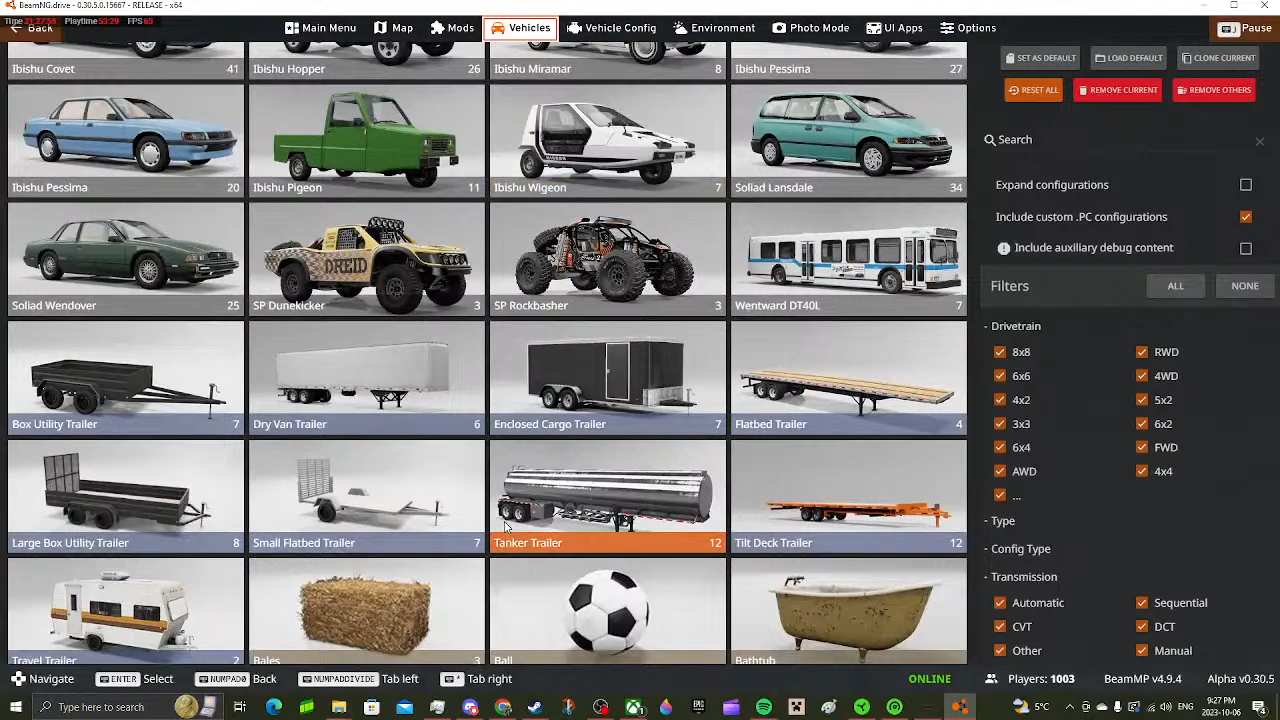 BeamNG.drive - 0.30.5.0.15667 - RELEASE - x64
Time 21:27:56 Playtime 53:29 FPS 65
Back
Main Menu
Map
Mods
Vehicles
Vehicle Config
Environment
Photo Mode
UI Apps
Options
Pause
Ibishu Covet 41
Ibishu Hopper 26
Ibishu Miramar 8
Ibishu Pessima 27
Ibishu Pessima 20
Ibishu Pigeon 11
Ibishu Wigeon 7
Soliad Lansdale 34
Soliad Wendover 25
SP Dunekicker 3
SP Rockbasher 3
Wentward DT40L 7
Box Utility Trailer 7
Dry Van Trailer 6
Enclosed Cargo Trailer 7
Flatbed Trailer 4
Large Box Utility Trailer 8
Small Flatbed Trailer 7
Tanker Trailer 12
Tilt Deck Trailer 12
Travel Trailer 2
Bales 3
Ball
Bathtub
SET AS DEFAULT
LOAD DEFAULT
CLONE CURRENT
RESET ALL
REMOVE CURRENT
REMOVE OTHERS
Search
Expand configurations
Include custom .PC configurations
Include auxiliary debug content
Filters
ALL
NONE
- Drivetrain
8x8 RWD
6x6 4WD
4x2 5x2
3x3 6x2
6x4 FWD
AWD 4x4
...
- Type
- Config Type
- Transmission
Automatic Sequential
CVT DCT
Other Manual
Navigate
ENTER Select
NUMPAD0 Back
NUMPADDIVIDE Tab left
Tab right
ONLINE
Players: 1003
BeamMP v4.9.4
Alpha v0.30.5
Type here to search
5°C
9:27 PM
2023-10-06